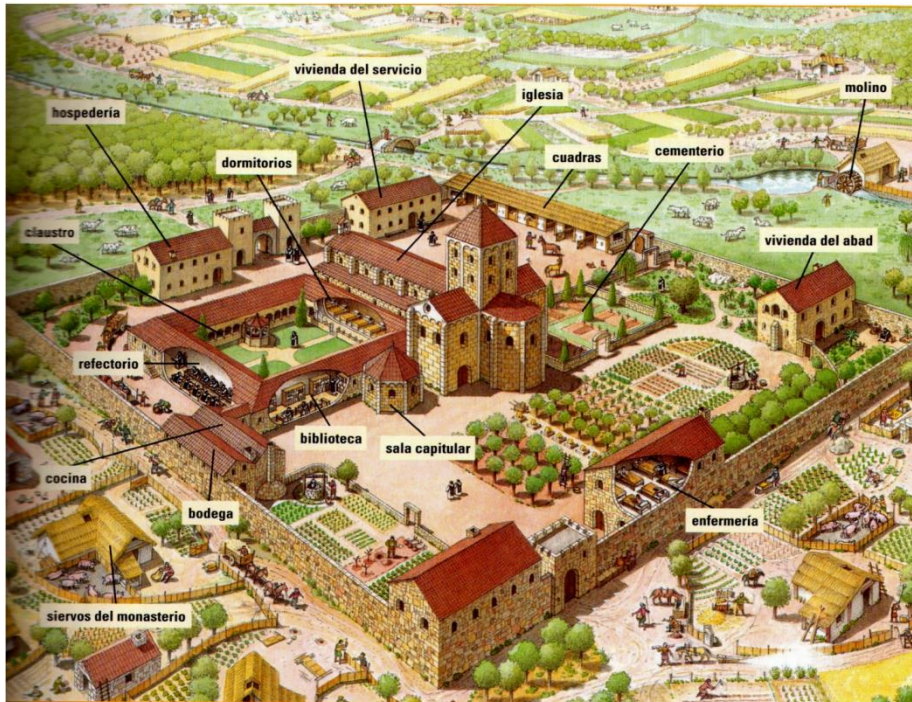 vivienda del servicio
iglesia
molino
hospedería
dormitorios
cuadras
cementerio
claustro
vivienda del abad
refectorio
biblioteca
sala capitular
cocina
bodega
enfermería
siervos del monasterio